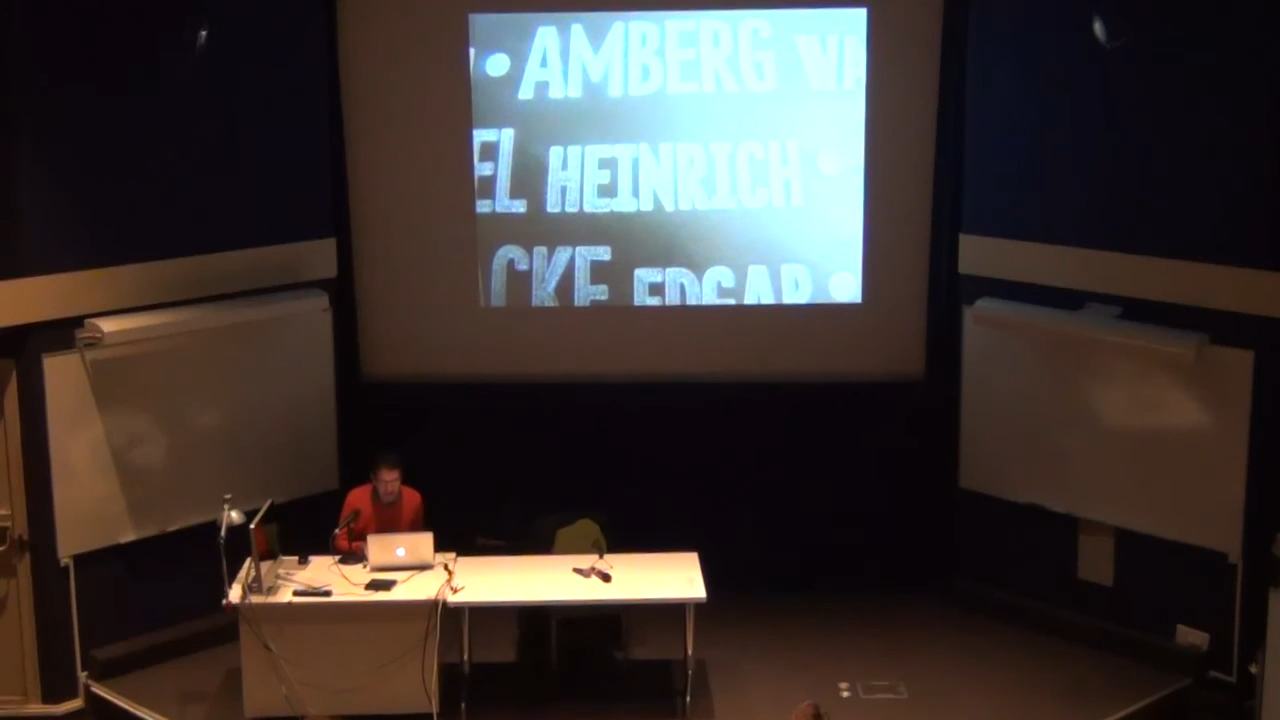 • AMBERG
EL HEINRICH •
CKE EDGAR •